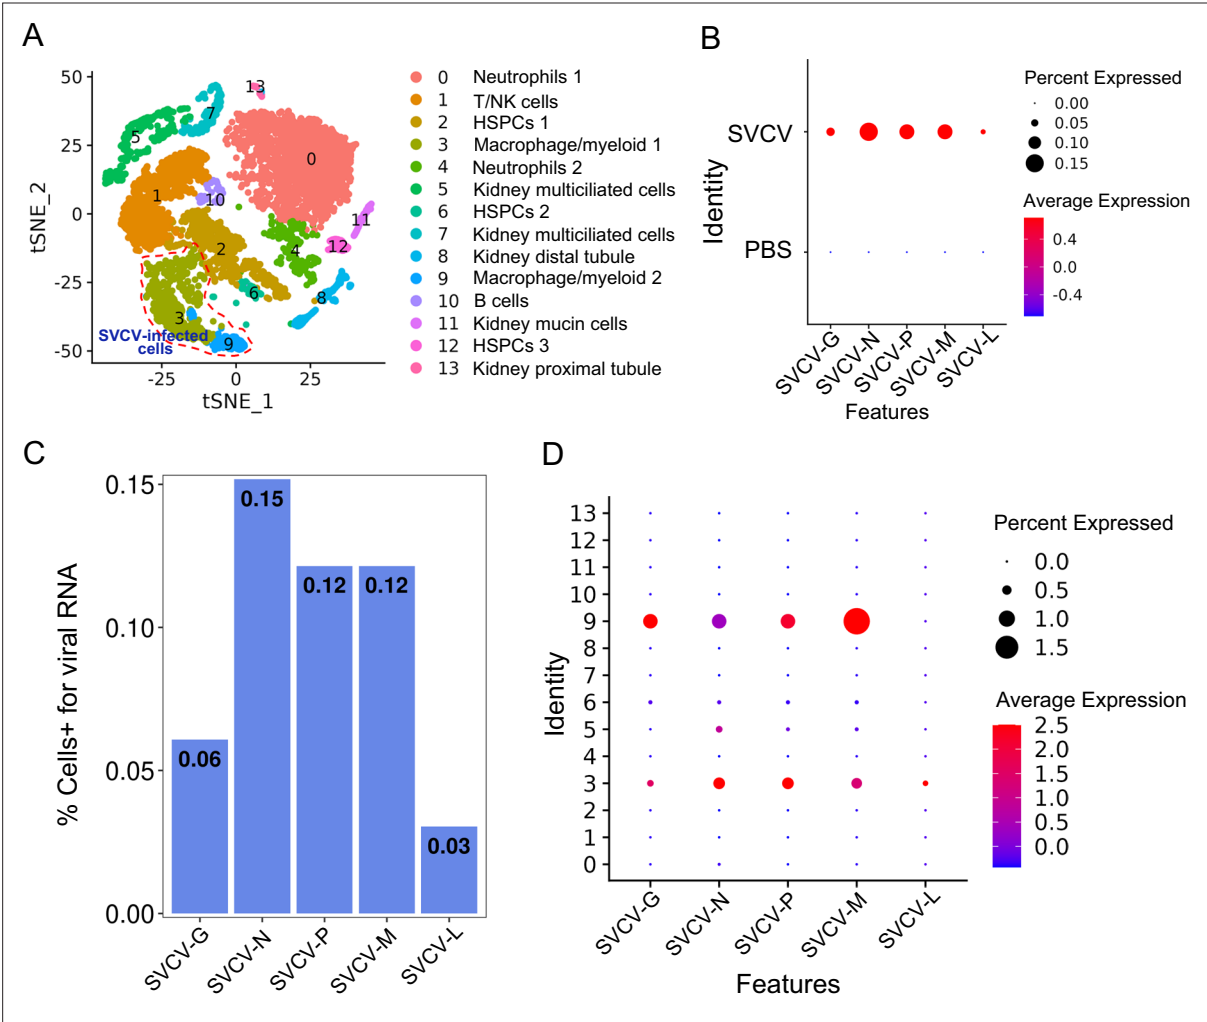 A
50
25
0
-25
-50
-25
0
25
tSNE_2
tSNE_1
0
1
2
3
4
5
6
7
8
9
10
11
12
13
SVCV-infected
cells
0 Neutrophils 1
1 T/NK cells
2 HSPCs 1
3 Macrophage/myeloid 1
4 Neutrophils 2
5 Kidney multiciliated cells
6 HSPCs 2
7 Kidney multiciliated cells
8 Kidney distal tubule
9 Macrophage/myeloid 2
10 B cells
11 Kidney mucin cells
12 HSPCs 3
13 Kidney proximal tubule
B
Identity
SVCV
PBS
SVCV-G
SVCV-N
SVCV-P
SVCV-M
SVCV-L
Features
Percent Expressed
0.00
0.05
0.10
0.15
Average Expression
0.4
0.0
-0.4
C
% Cells+ for viral RNA
0.15
0.10
0.05
0.00
0.06
0.15
0.12
0.12
0.03
SVCV-G
SVCV-N
SVCV-P
SVCV-M
SVCV-L
D
Identity
13
12
11
10
9
8
7
6
5
4
3
2
1
0
SVCV-G
SVCV-N
SVCV-P
SVCV-M
SVCV-L
Features
Percent Expressed
0.0
0.5
1.0
1.5
Average Expression
2.5
2.0
1.5
1.0
0.5
0.0